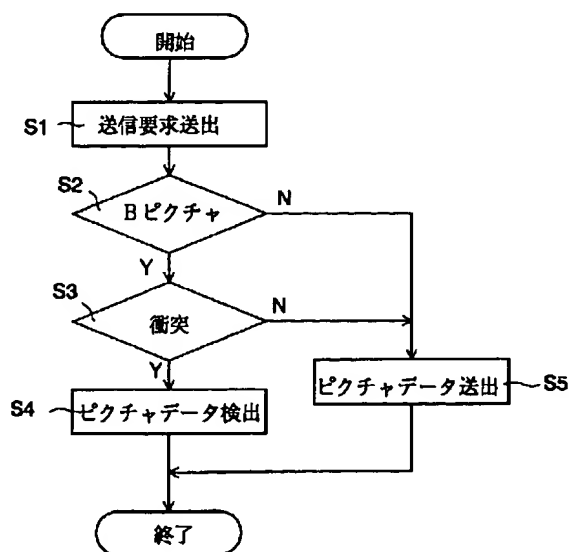 開始
S1
送信要求送出
S2
Bピクチャ
N
Y
S3
衝突
N
Y
S4
ピクチャデータ検出
ピクチャデータ送出
S5
終了